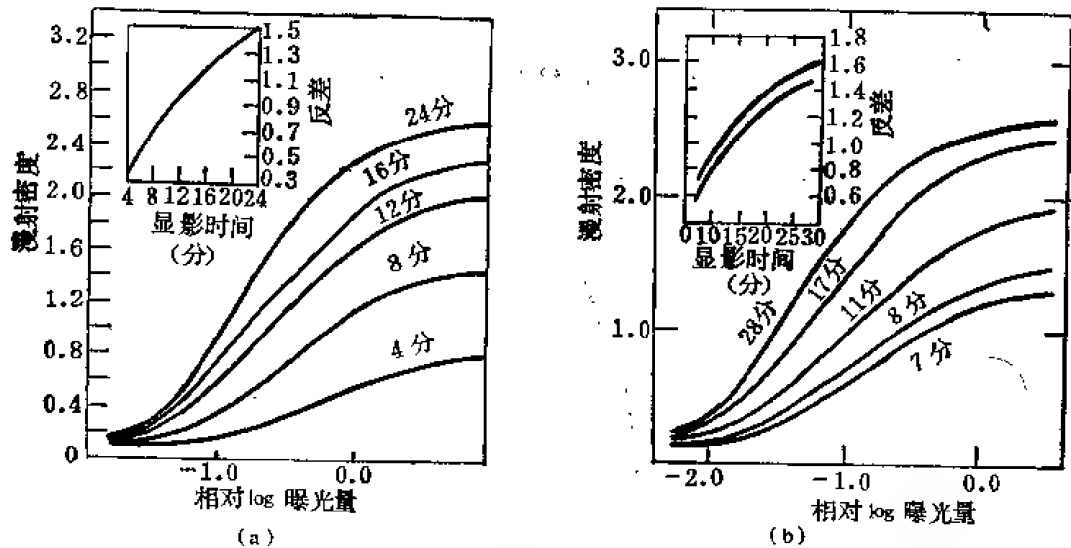 3.2
2.8
2.4
2.0
1.6
1.2
0.8
0.4
0
漫射密度
1.5
1.3
1.1
0.9
0.7
0.5
0.3
反差
4 8 12 16 20 24
显影时间
(分)
24分
16分
12分
8分
4分
-1.0 0.0
相对log 曝光量
(a)
3.0
2.0
1.0
漫射密度
1.8
1.6
1.4
1.2
1.0
0.8
0.6
反差
0 10 15 20 25 30
显影时间
(分)
28分
17分
11分
8分
7分
-2.0 -1.0 0.0
相对log 曝光量
(b)